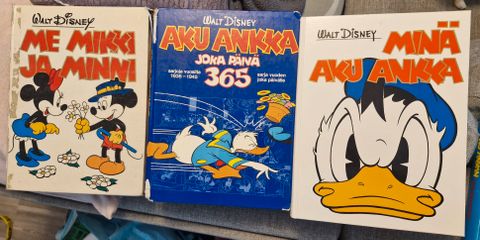 WALT DISNEY
ME MIKKI
JA MINNI
WALT DISNEY
AKU ANKKA
JOKA PÄIVÄ
sarjoja vuosilta
1938-1940
365
sarja vuoden
joka päivälle
WALT DISNEY
MINÄ
AKU ANKKA